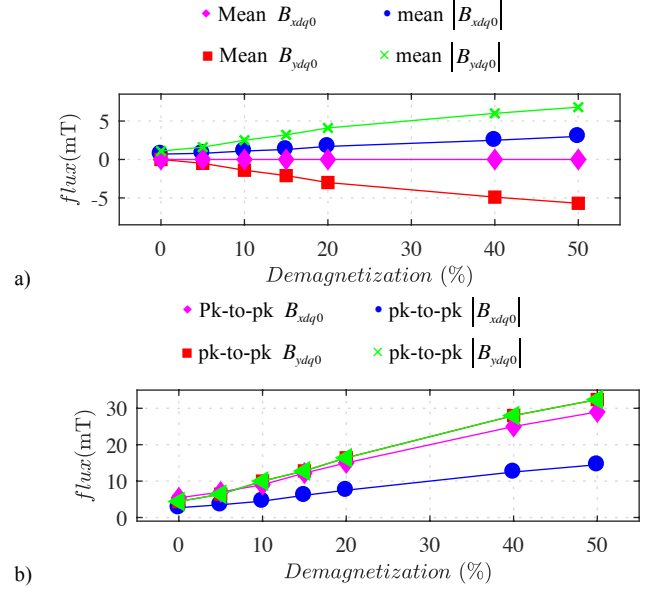 Mean B_xdq0 mean |B_xdq0|
Mean B_ydq0 mean |B_ydq0|
5
0
-5
flux(mT)
0 10 20 30 40 50
Demagnetization (%)
a)
Pk-to-pk B_xdq0 pk-to-pk |B_xdq0|
pk-to-pk B_ydq0 pk-to-pk |B_ydq0|
30
20
10
0
flux(mT)
0 10 20 30 40 50
Demagnetization (%)
b)